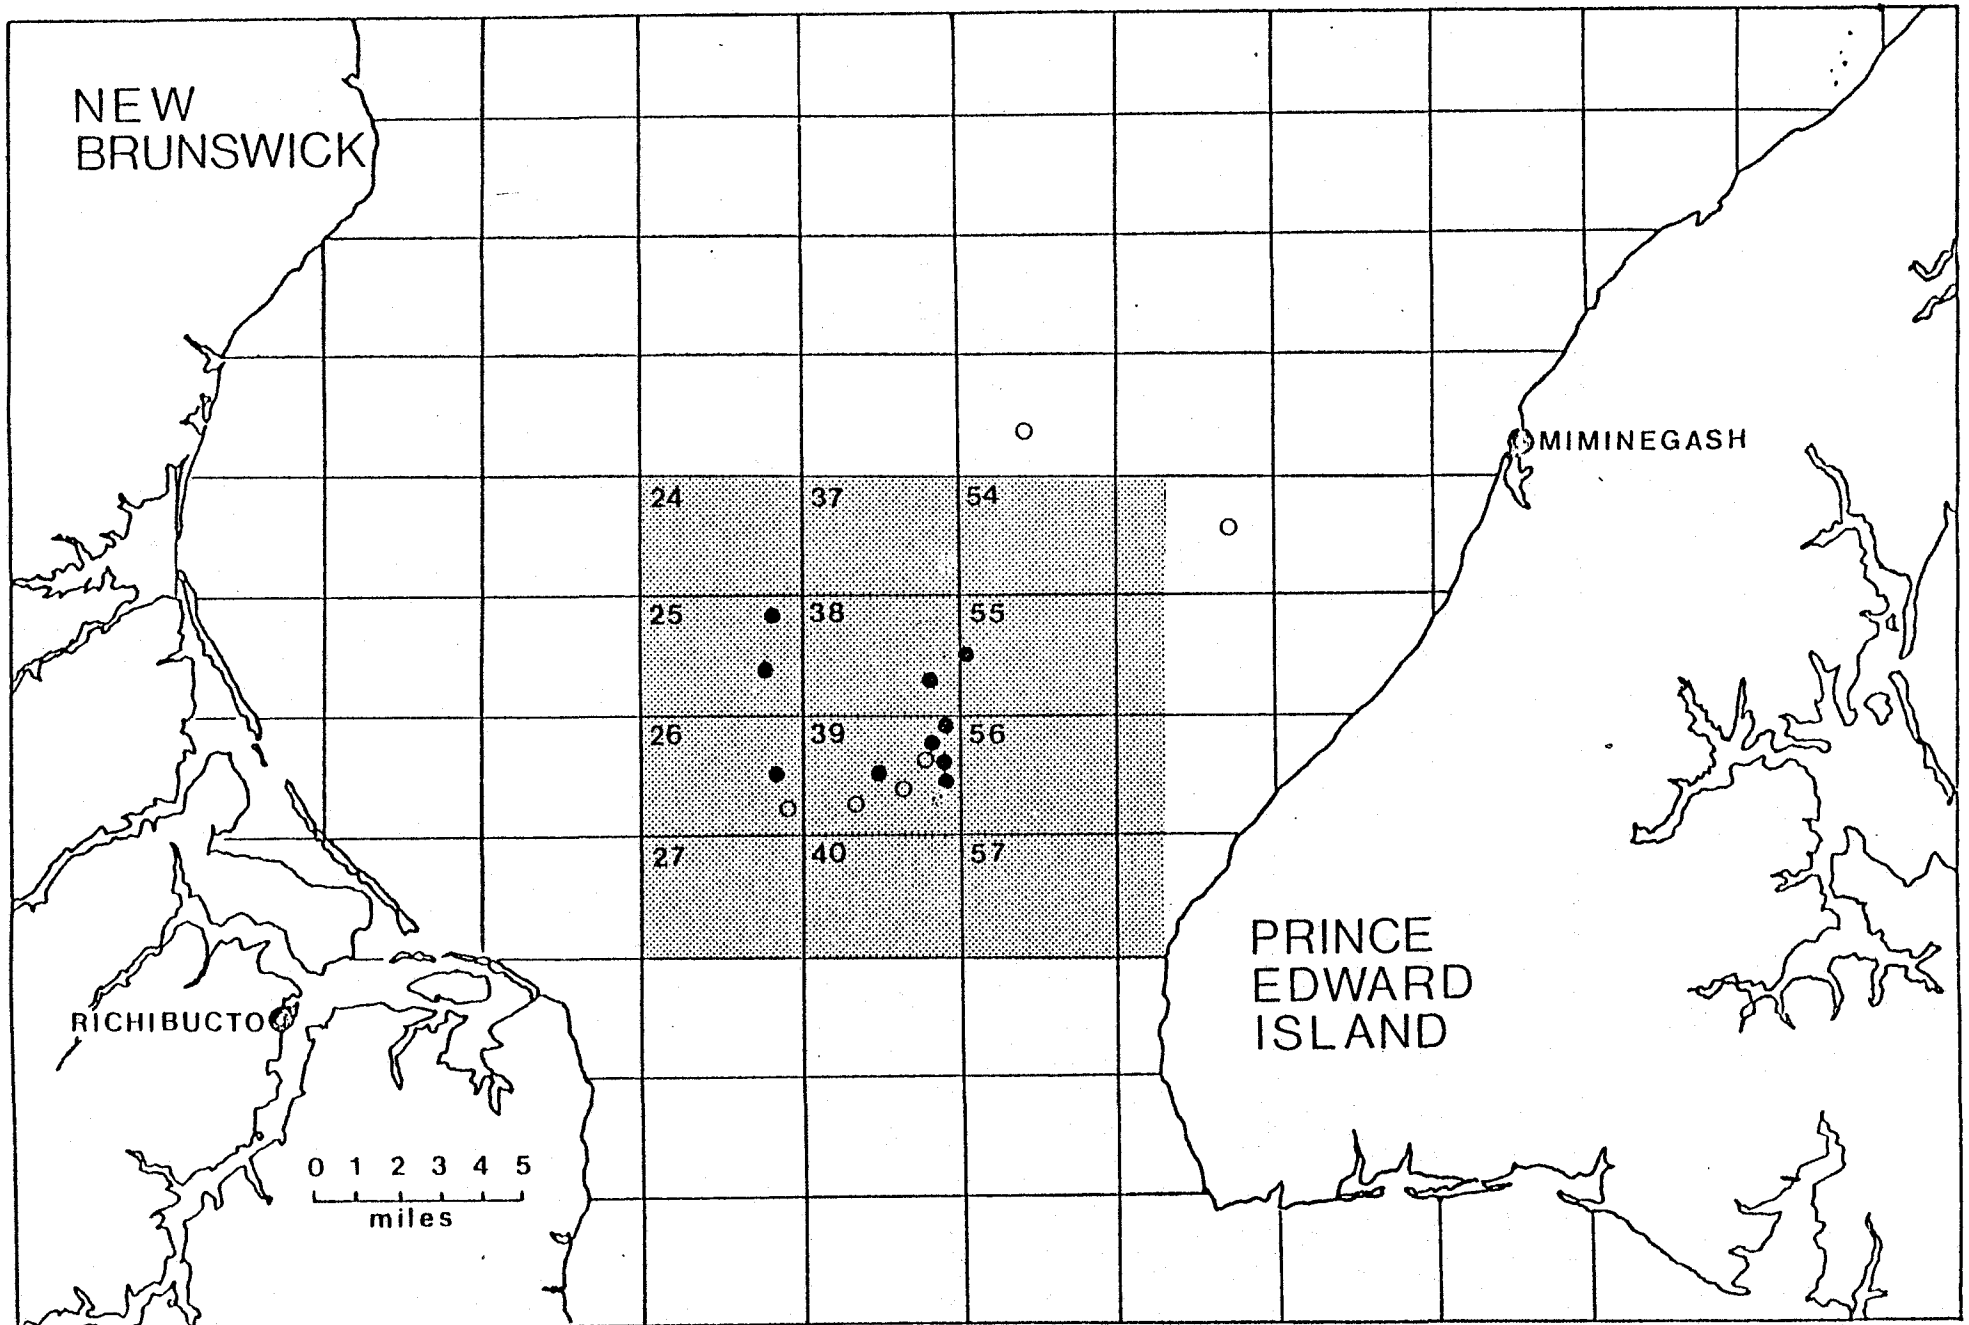 NEW
BRUNSWICK
MIMINEGASH
24 37 54
25 38 55
26 39 56
27 40 57
PRINCE
EDWARD
ISLAND
RICHIBUCTO
0 1 2 3 4 5
miles